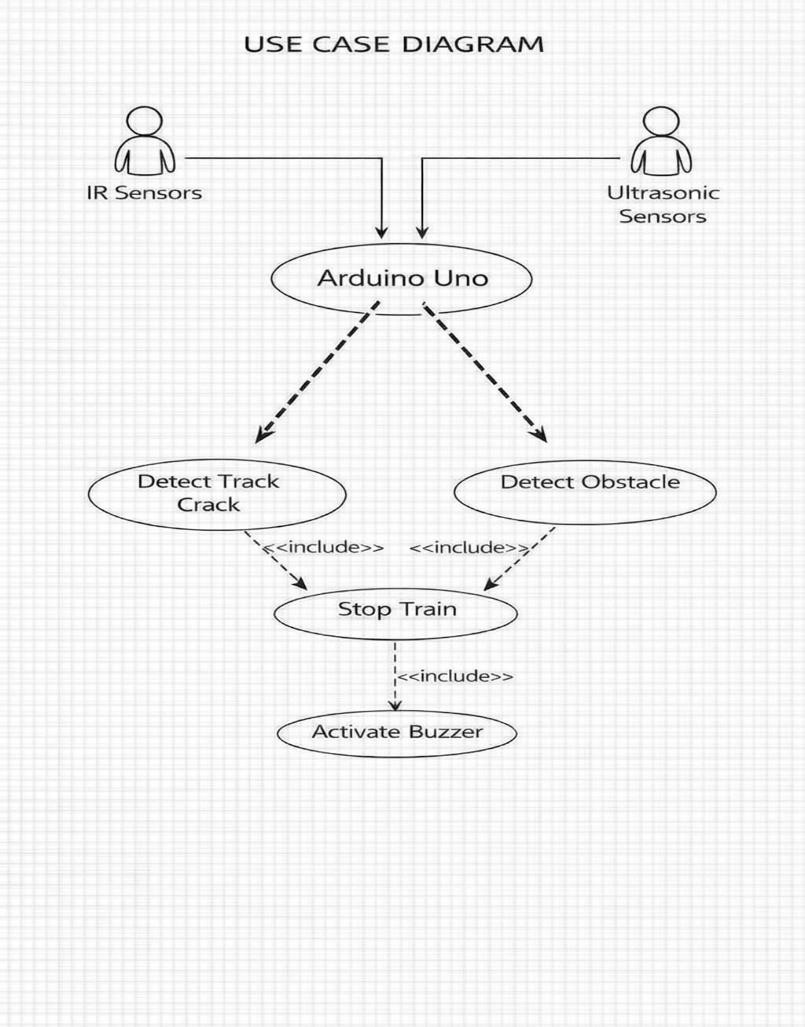 USE CASE DIAGRAM
IR Sensors
Ultrasonic
Sensors
Arduino Uno
Detect Track
Crack
Detect Obstacle
<<include>>
<<include>>
Stop Train
<<include>>
Activate Buzzer